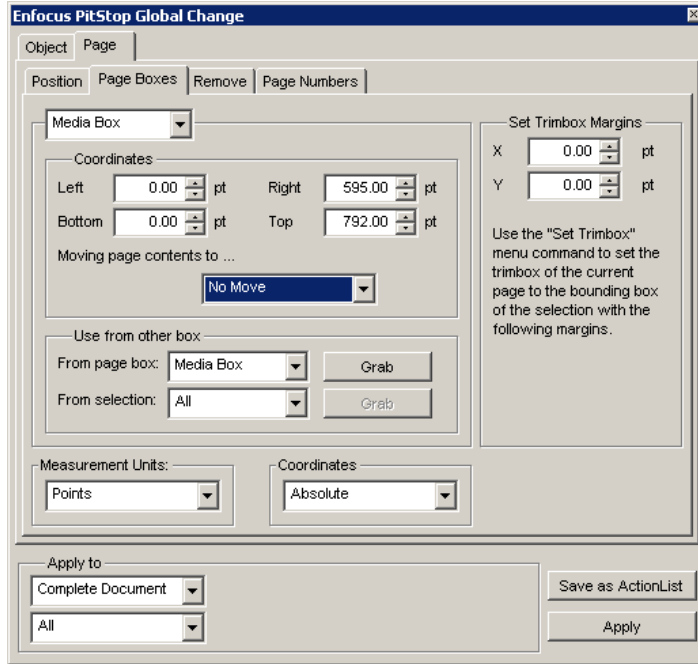 Enfocus PitStop Global Change
Object Page
Position Page Boxes Remove Page Numbers
Media Box
Coordinates
Left 0.00 pt Right 595.00 pt
Bottom 0.00 pt Top 792.00 pt
Moving page contents to ...
No Move
Use from other box
From page box: Media Box Grab
From selection: All Grab
Set Trimbox Margins
X 0.00 pt
Y 0.00 pt
Use the "Set Trimbox"
menu command to set the
trimbox of the current
page to the bounding box
of the selection with the
following margins.
Measurement Units:
Points
Coordinates
Absolute
Apply to
Complete Document
All
Save as ActionList
Apply